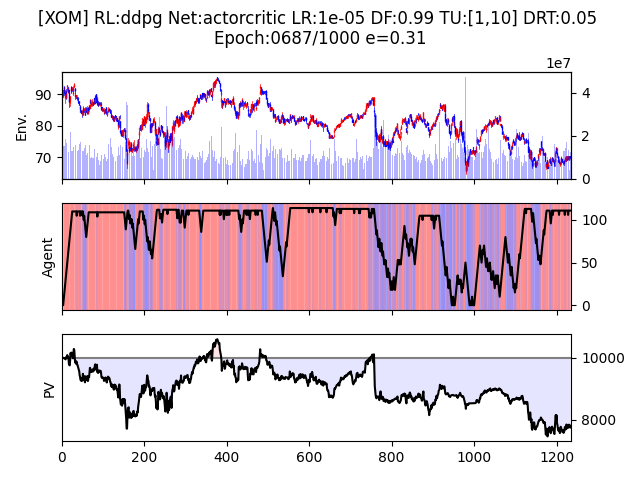 [XOM] RL:ddpg Net:actorcritic LR:1e-05 DF:0.99 TU:[1,10] DRT:0.05
Epoch:0687/1000 e=0.31
1e7
Env.
90
80
70
4
2
0
Agent
100
50
0
PV
10000
8000
0 200 400 600 800 1000 1200